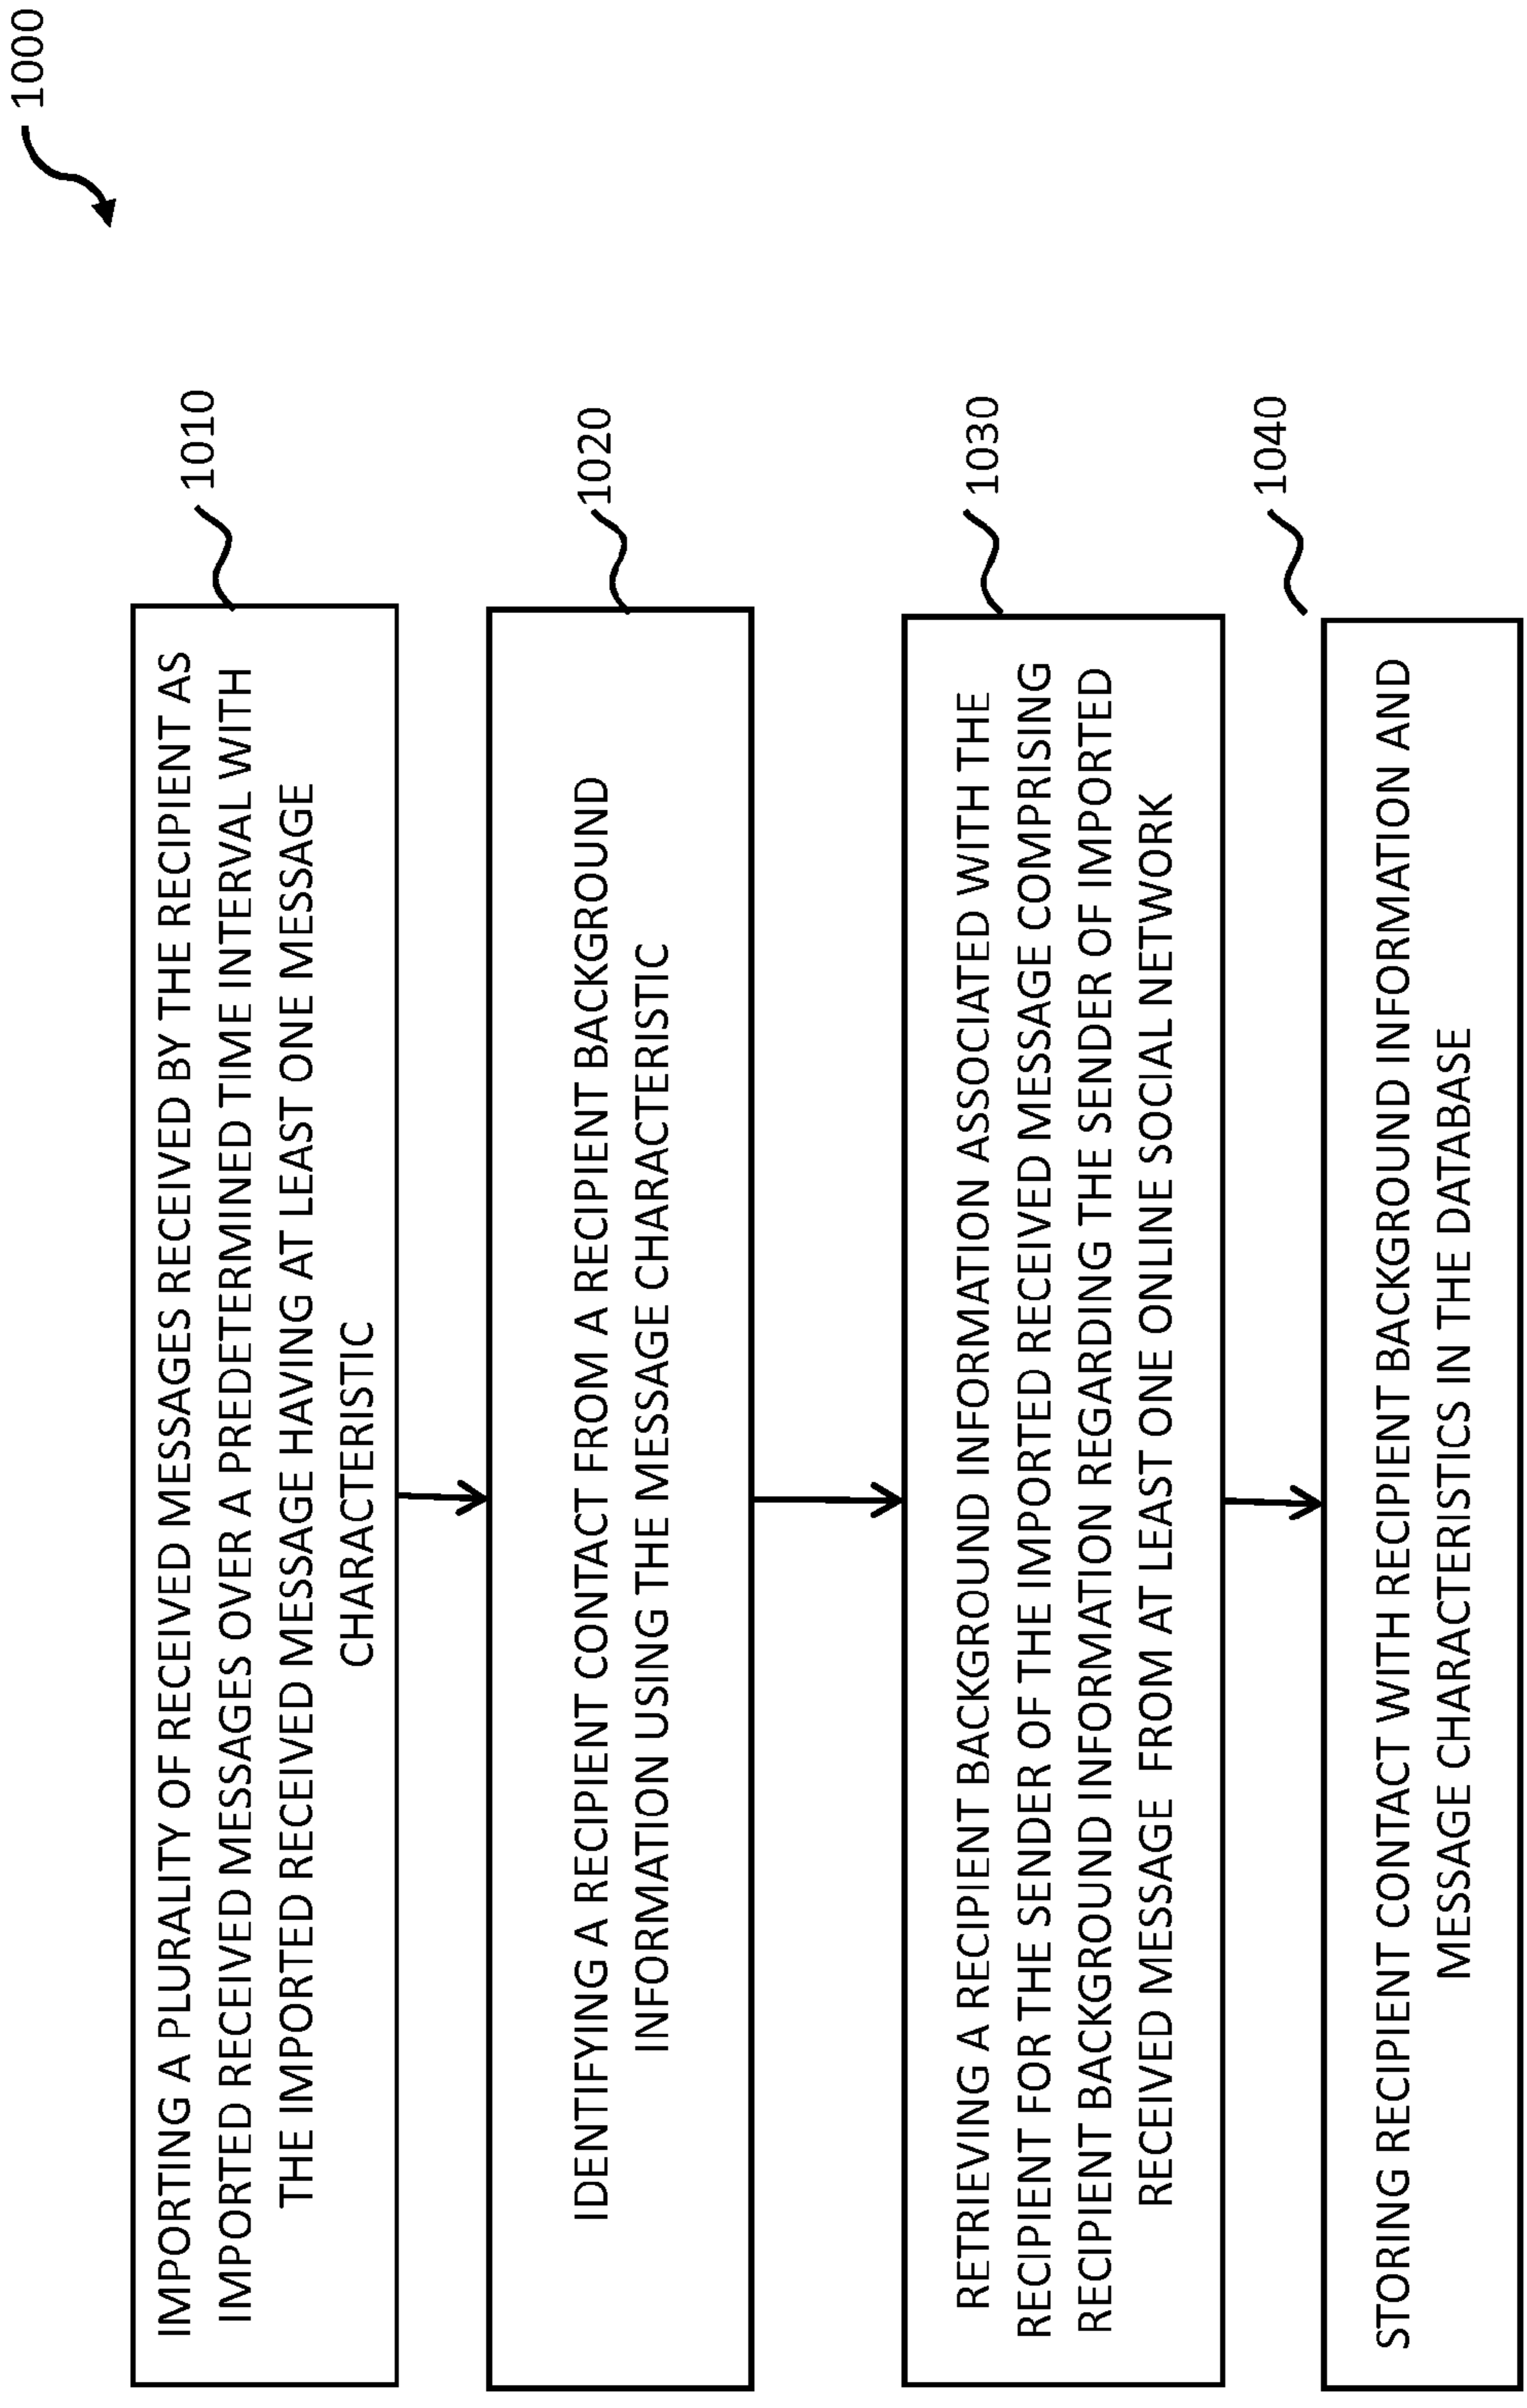 1000
1010
IMPORTING A PLURALITY OF RECEIVED MESSAGES RECEIVED BY THE RECIPIENT AS
IMPORTED RECEIVED MESSAGES OVER A PREDETERMINED TIME INTERVAL WITH
THE IMPORTED RECEIVED MESSAGE HAVING AT LEAST ONE MESSAGE
CHARACTERISTIC
1020
IDENTIFYING A RECIPIENT CONTACT FROM A RECIPIENT BACKGROUND
INFORMATION USING THE MESSAGE CHARACTERISTIC
1030
RETRIEVING A RECIPIENT BACKGROUND INFORMATION ASSOCIATED WITH THE
RECIPIENT FOR THE SENDER OF THE IMPORTED RECEIVED MESSAGE COMPRISING
RECIPIENT BACKGROUND INFORMATION REGARDING THE SENDER OF IMPORTED
RECEIVED MESSAGE FROM AT LEAST ONE ONLINE SOCIAL NETWORK
1040
STORING RECIPIENT CONTACT WITH RECIPIENT BACKGROUND INFORMATION AND
MESSAGE CHARACTERISTICS IN THE DATABASE